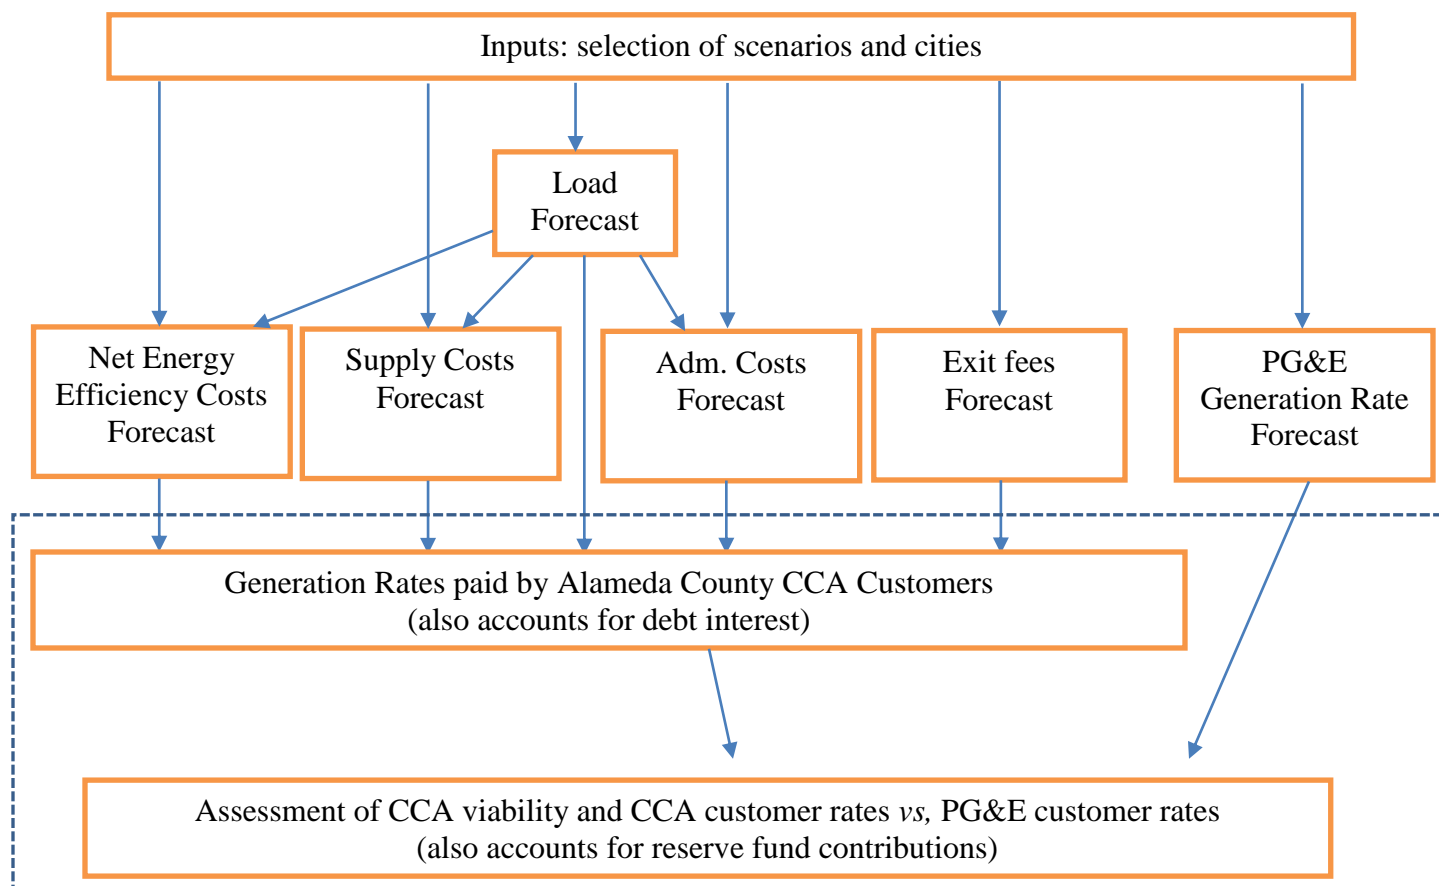 Inputs: selection of scenarios and cities
Load
Forecast
Net Energy
Efficiency Costs
Forecast
Supply Costs
Forecast
Adm. Costs
Forecast
Exit fees
Forecast
PG&E
Generation Rate
Forecast
Generation Rates paid by Alameda County CCA Customers
(also accounts for debt interest)
Assessment of CCA viability and CCA customer rates vs, PG&E customer rates
(also accounts for reserve fund contributions)